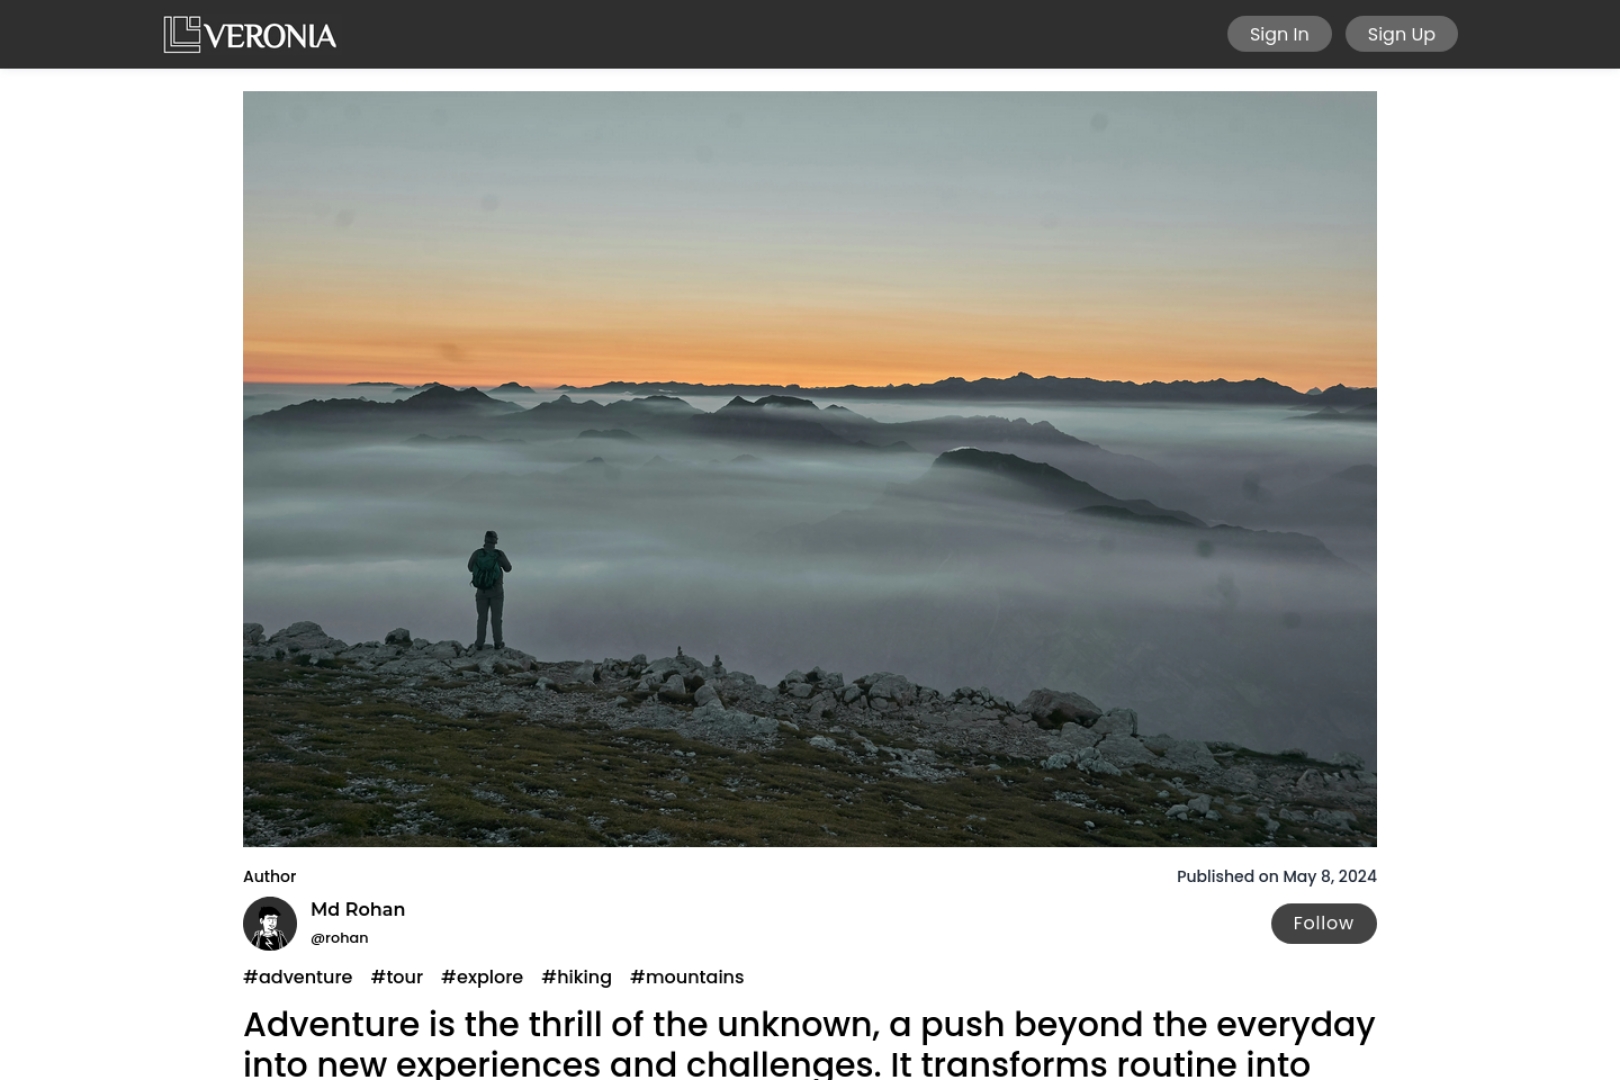 VERONIA
Sign In
Sign Up
Author
Published on May 8, 2024
Md Rohan
@rohan
Follow
#adventure #tour #explore #hiking #mountains
Adventure is the thrill of the unknown, a push beyond the everyday
into new experiences and challenges. It transforms routine into